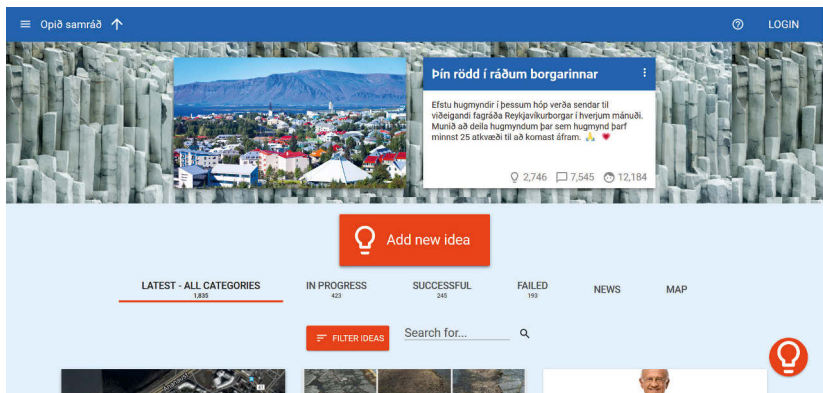 Opið samráð
LOGIN
Þín rödd í ráðum borgarinnar
Efstu hugmyndir í þessum hóp verða sendar til
viðeigandi fagráða Reykjavíkurborgar í hverjum mánuði.
Munið að deila hugmyndum þar sem hugmynd þarf
minnst 25 atkvæði til að komast áfram. 🙏 ♥
2,746 7,545 12,184
Add new idea
LATEST - ALL CATEGORIES IN PROGRESS SUCCESSFUL FAILED NEWS MAP
1,835 423 245 193
FILTER IDEAS Search for...